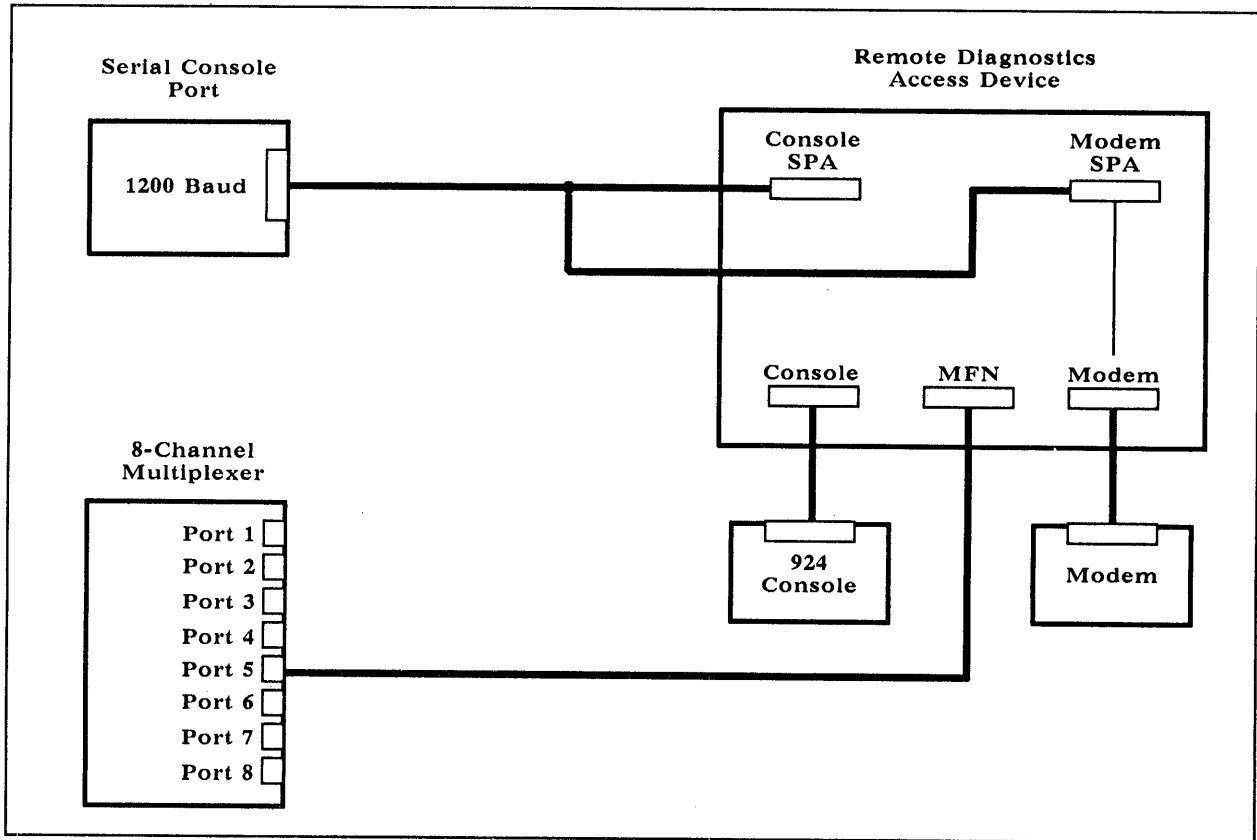 Serial Console
Port
1200 Baud
Remote Diagnostics
Access Device
Console
SPA
Modem
SPA
Console
MFN
Modem
8-Channel
Multiplexer
Port 1
Port 2
Port 3
Port 4
Port 5
Port 6
Port 7
Port 8
924
Console
Modem